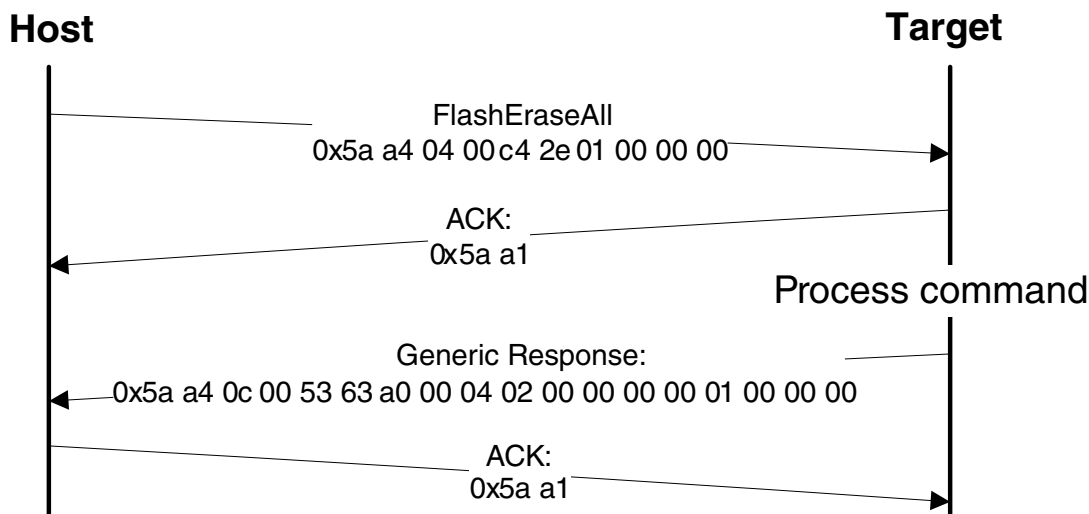 Host
Target
FlashEraseAll
0x5a a4 04 00 c4 2e 01 00 00 00
ACK:
0x5a a1
Process command
Generic Response:
0x5a a4 0c 00 53 63 a0 00 04 02 00 00 00 00 01 00 00 00
ACK:
0x5a a1